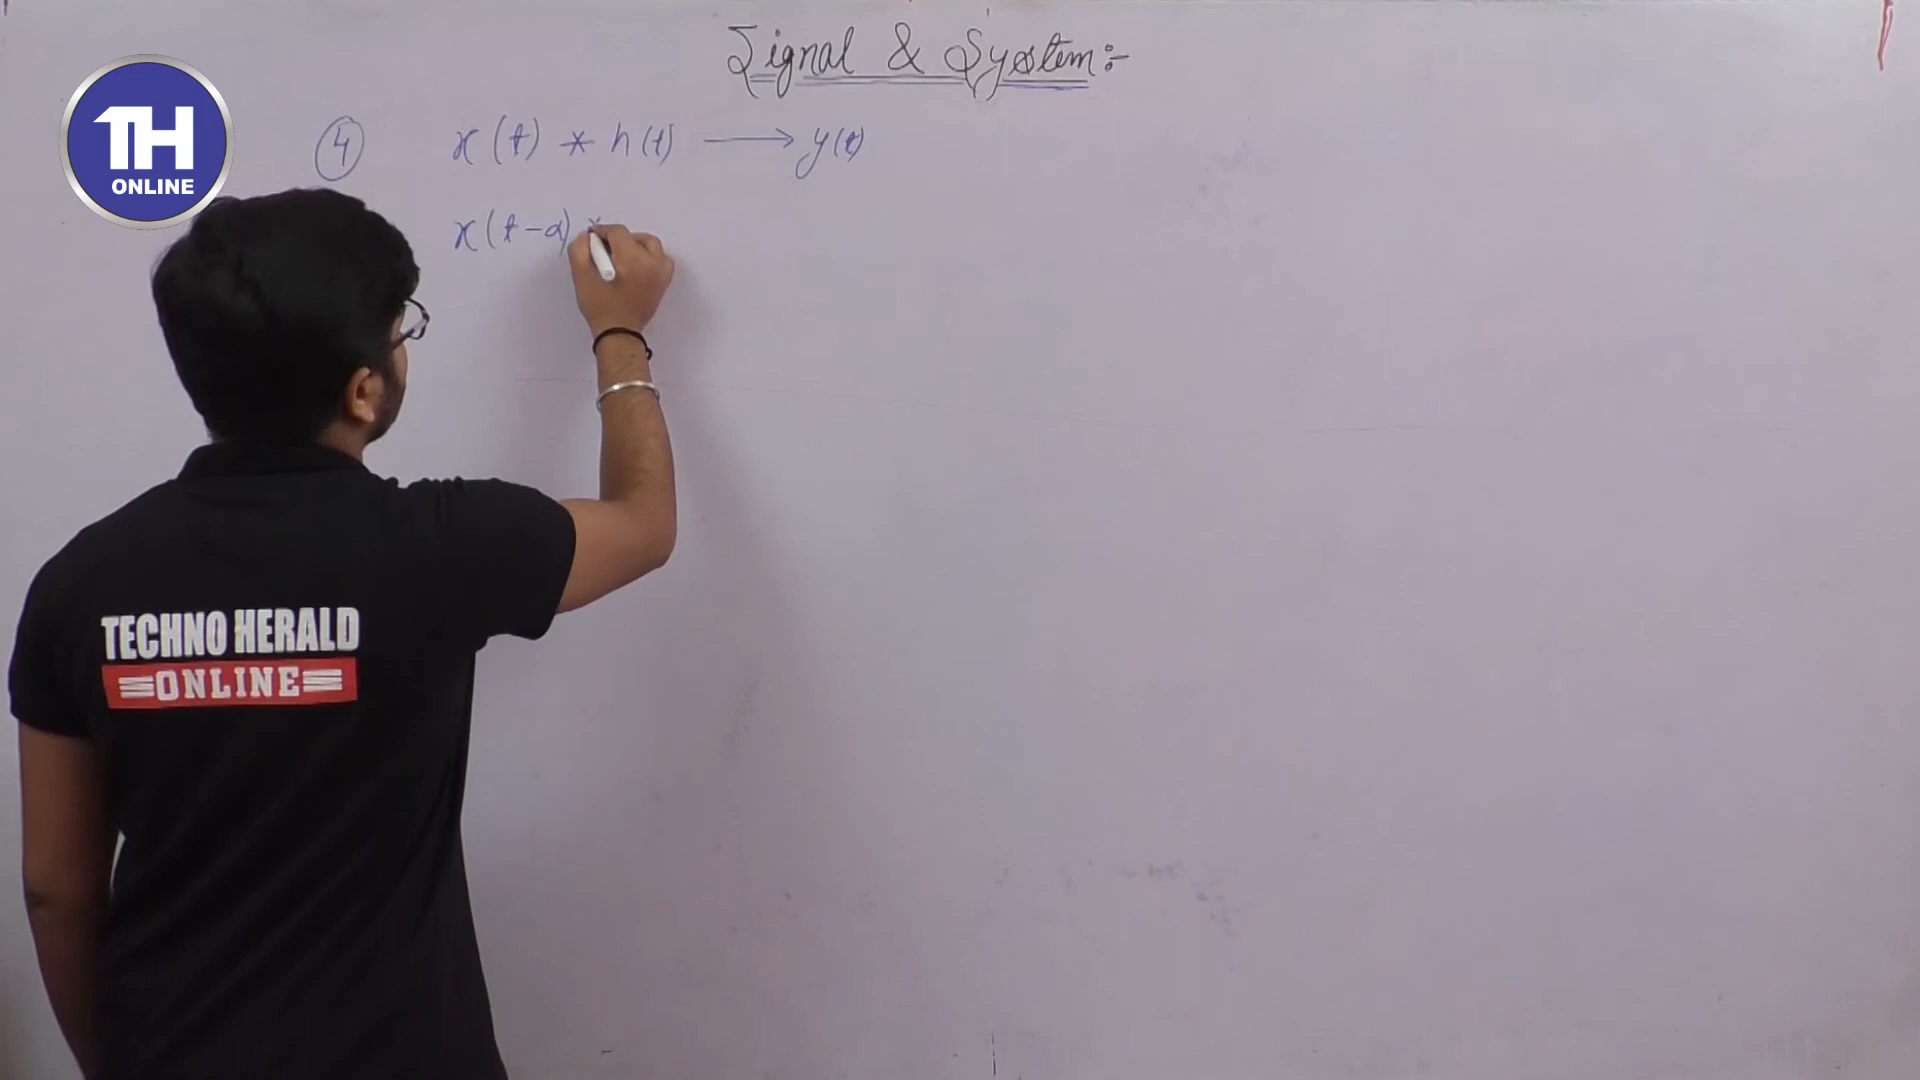 Signal & System:-
TH
ONLINE
④ x(t) * h(t) ⟶ y(t)
x(t-α) *
TECHNO HERALD
ONLINE